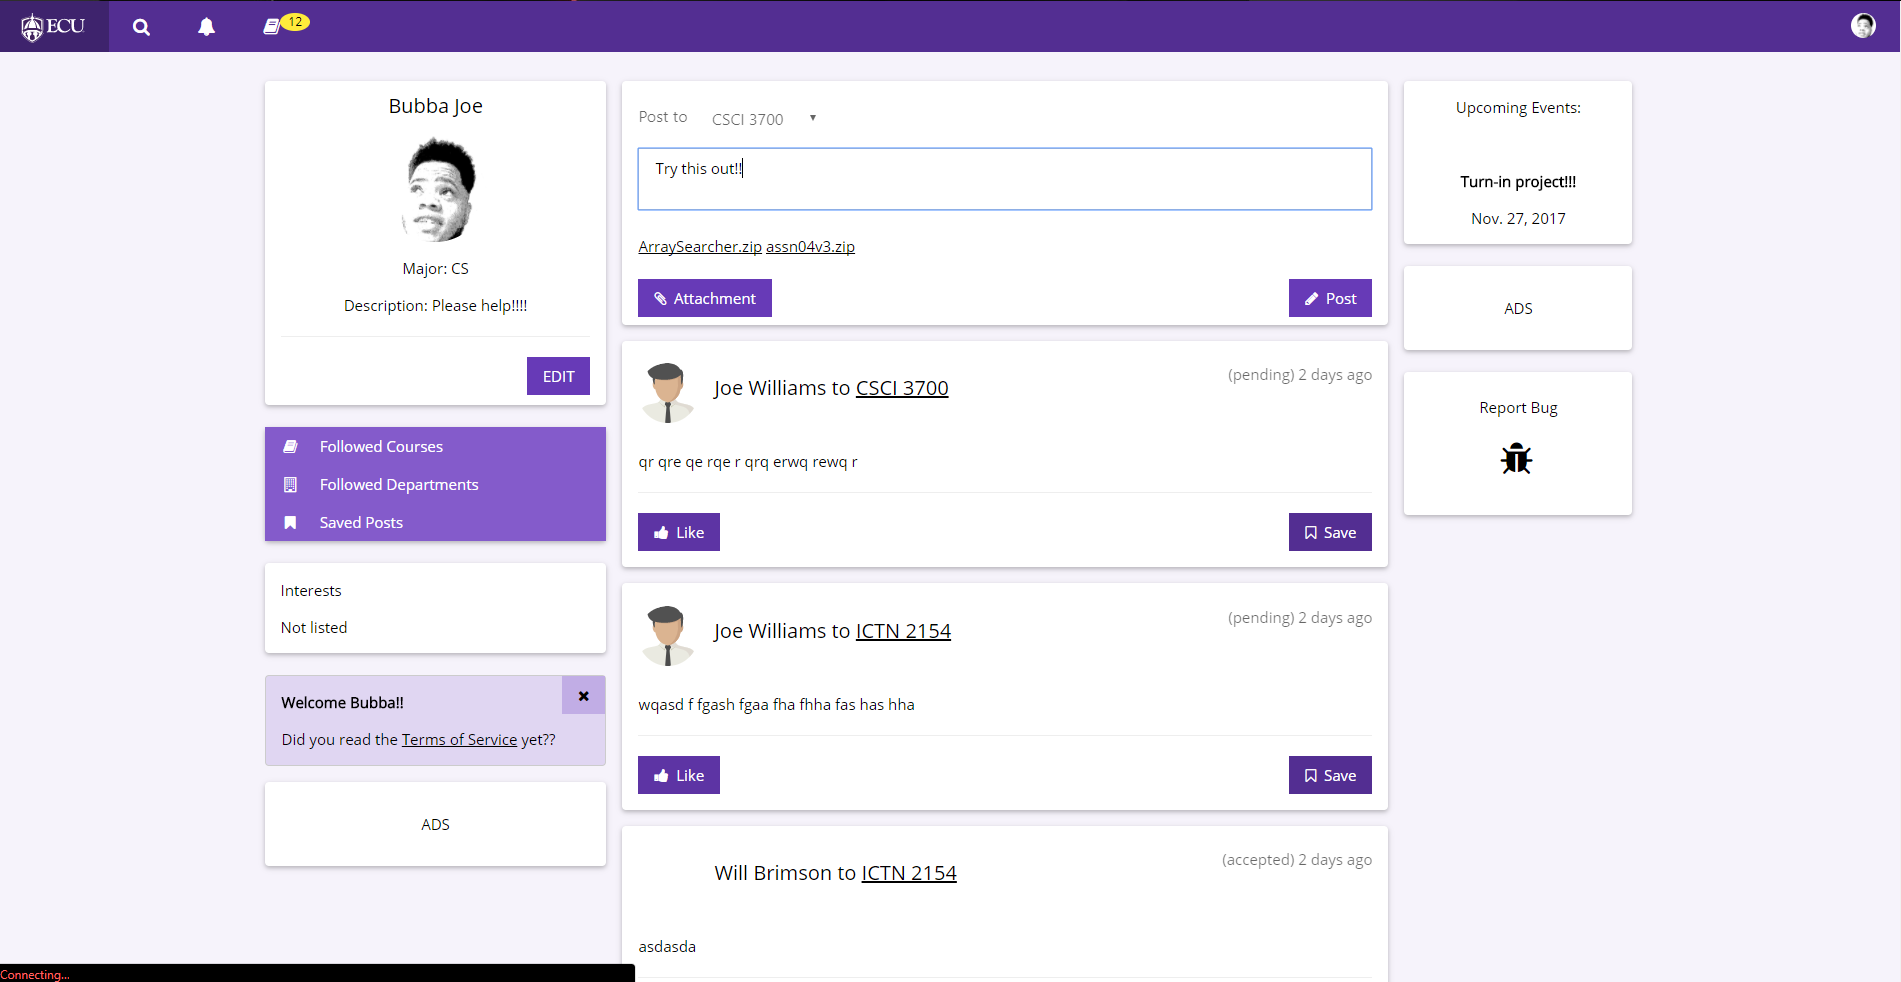 ECU
12
Bubba Joe
Major: CS
Description: Please help!!!!
EDIT
Followed Courses
Followed Departments
Saved Posts
Interests
Not listed
Welcome Bubba!!
Did you read the Terms of Service yet??
ADS
Post to CSCI 3700
Try this out!!
ArraySearcher.zip assn04v3.zip
Attachment
Post
Joe Williams to CSCI 3700
(pending) 2 days ago
qr qre qe rqe r qrq erwq rewq r
Like
Save
Joe Williams to ICTN 2154
(pending) 2 days ago
wqasd f fgash fgaa fha fhha fas has hha
Like
Save
Will Brimson to ICTN 2154
(accepted) 2 days ago
asdasda
Upcoming Events:
Turn-in project!!!
Nov. 27, 2017
ADS
Report Bug
Connecting...